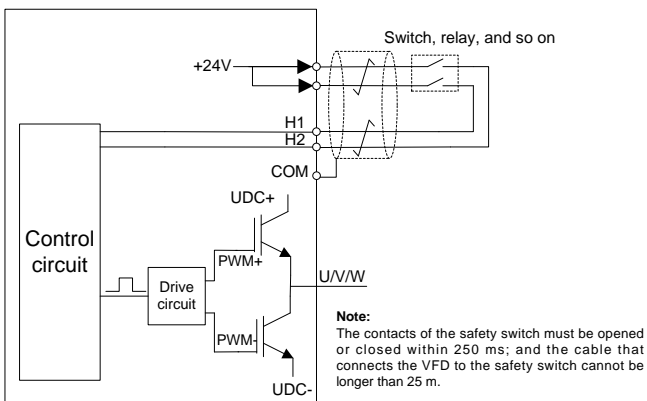 Switch, relay, and so on
+24V
H1
H2
COM
UDC+
Control
circuit
PWM+
Drive
circuit
U/V/W
PWM-
UDC-
Note:
The contacts of the safety switch must be opened
or closed within 250 ms; and the cable that
connects the VFD to the safety switch cannot be
longer than 25 m.